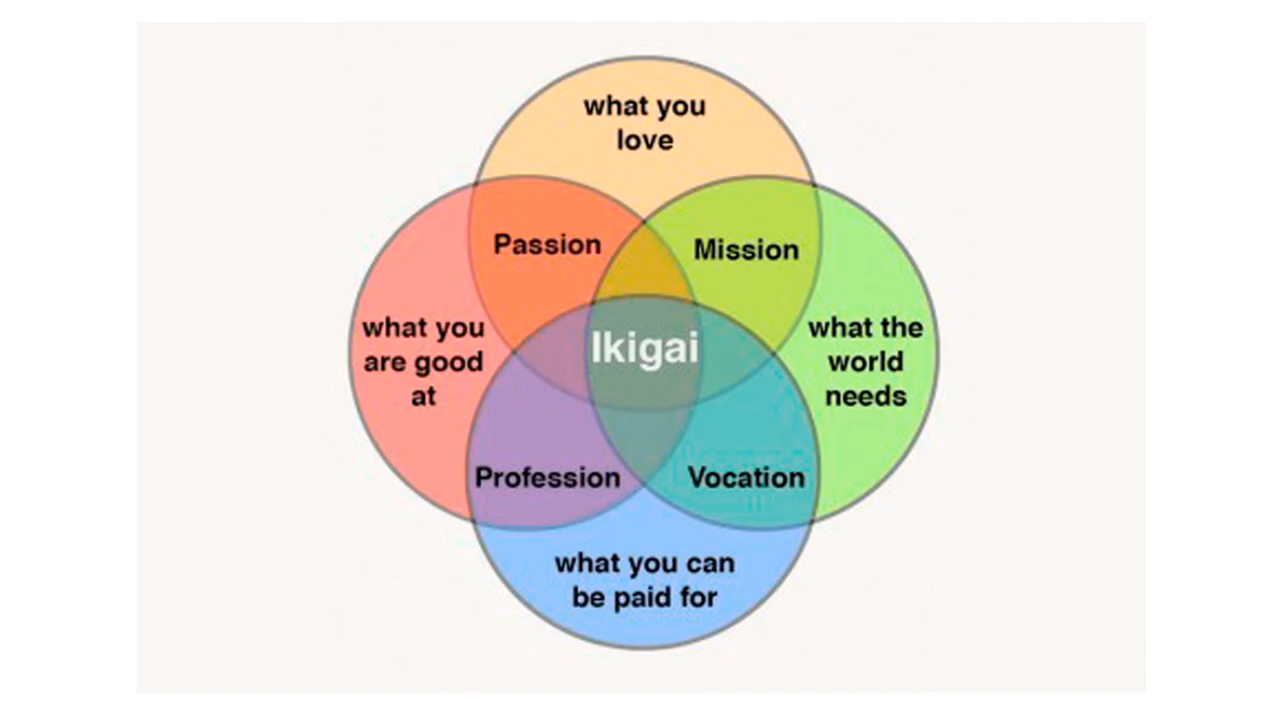 what you
love
Passion
Mission
what you
are good
at
Ikigai
what the
world
needs
Profession
Vocation
what you can
be paid for